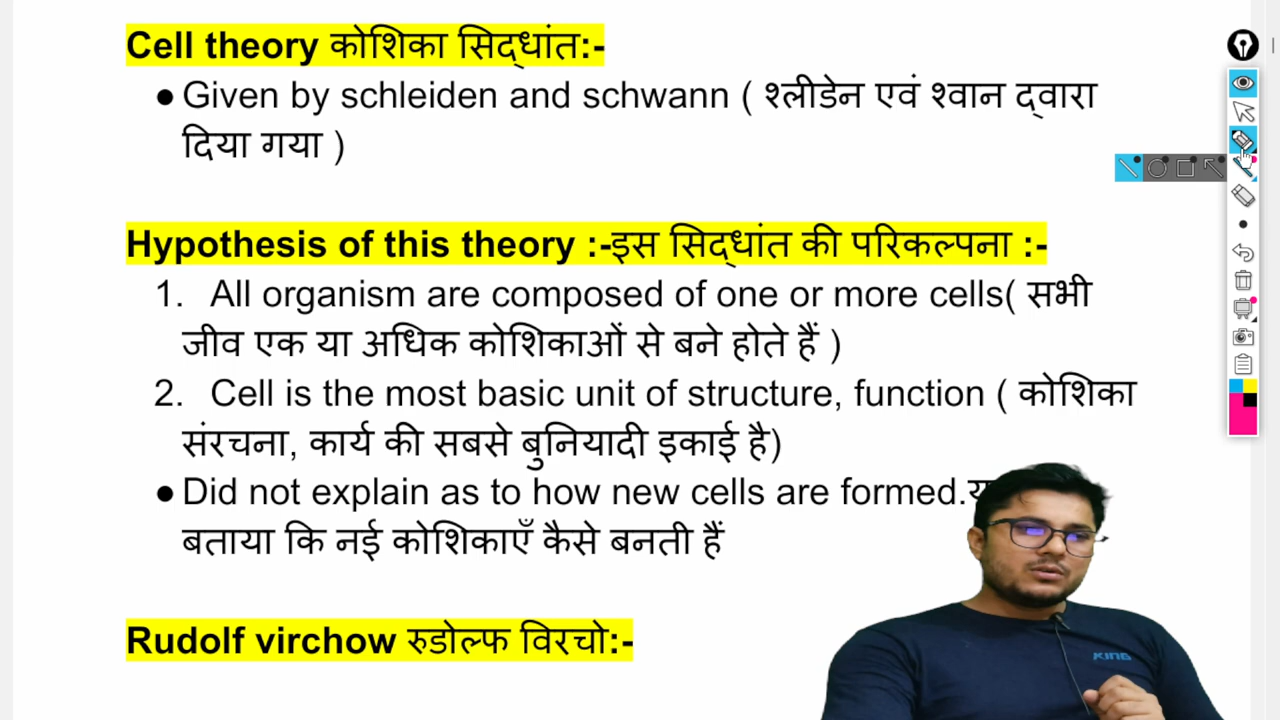 Cell theory कोशिका सिद्धांत:-
● Given by schleiden and schwann ( श्लीडेन एवं श्वान द्वारा
दिया गया )
Hypothesis of this theory :-इस सिद्धांत की परिकल्पना :-
1. All organism are composed of one or more cells( सभी
जीव एक या अधिक कोशिकाओं से बने होते हैं )
2. Cell is the most basic unit of structure, function ( कोशिका
संरचना, कार्य की सबसे बुनियादी इकाई है)
● Did not explain as to how new cells are formed.
बताया कि नई कोशिकाएँ कैसे बनती हैं
Rudolf virchow रुडोल्फ विरचो:-
KING